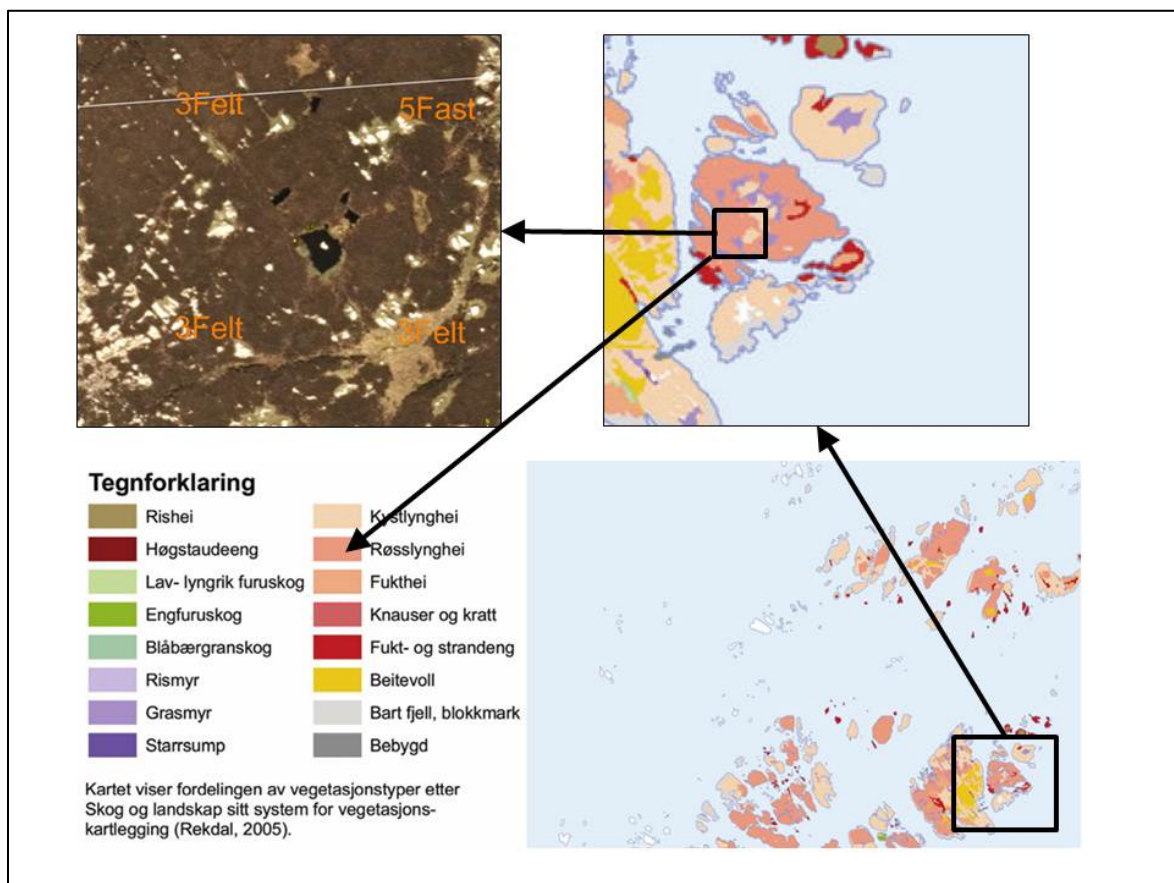 3Felt
5Fast
3Felt
3Felt
Tegnforklaring
Rishei
Høgstaudeeng
Lav- lyngrik furuskog
Engfuruskog
Blåbærgranskog
Rismyr
Grasmyr
Starrsump
Kystlynghei
Røsslynghei
Fukthei
Knauser og kratt
Fukt- og strandeng
Beitevoll
Bart fjell, blokkmark
Bebygd
Kartet viser fordelingen av vegetasjonstyper etter
Skog og landskap sitt system for vegetasjons-
kartlegging (Rekdal, 2005).